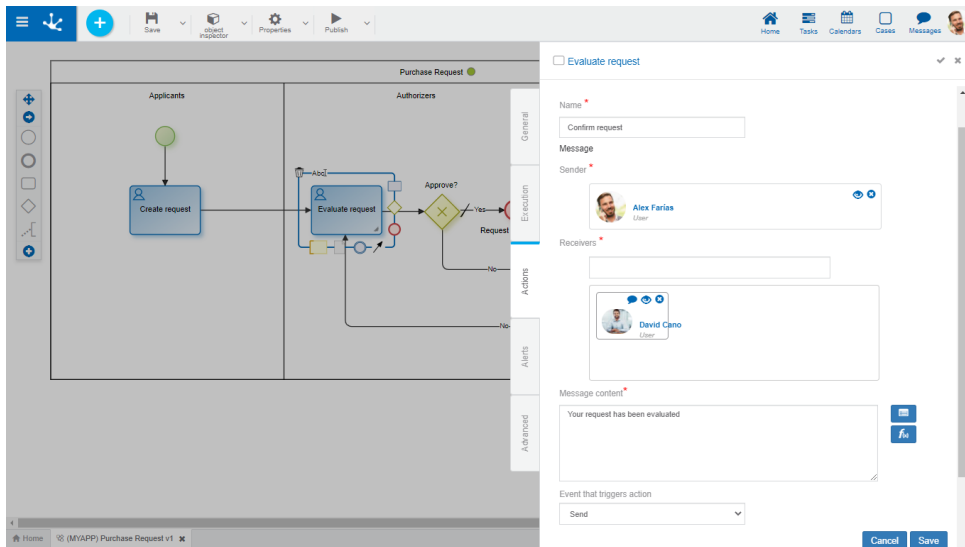 Save
object
inspector
Properties
Publish
Home
Tasks
Calendars
Cases
Messages
Purchase Request
Applicants
Authorizers
Create request
Evaluate request
Approve?
Yes
Request
No
No
General
Execution
Actions
Alerts
Advanced
Evaluate request
Name *
Confirm request
Message
Sender *
Alex Farías
User
Receivers *
David Cano
User
Message content*
Your request has been evaluated
Event that triggers action
Send
Cancel Save
Home
(MYAPP) Purchase Request v1